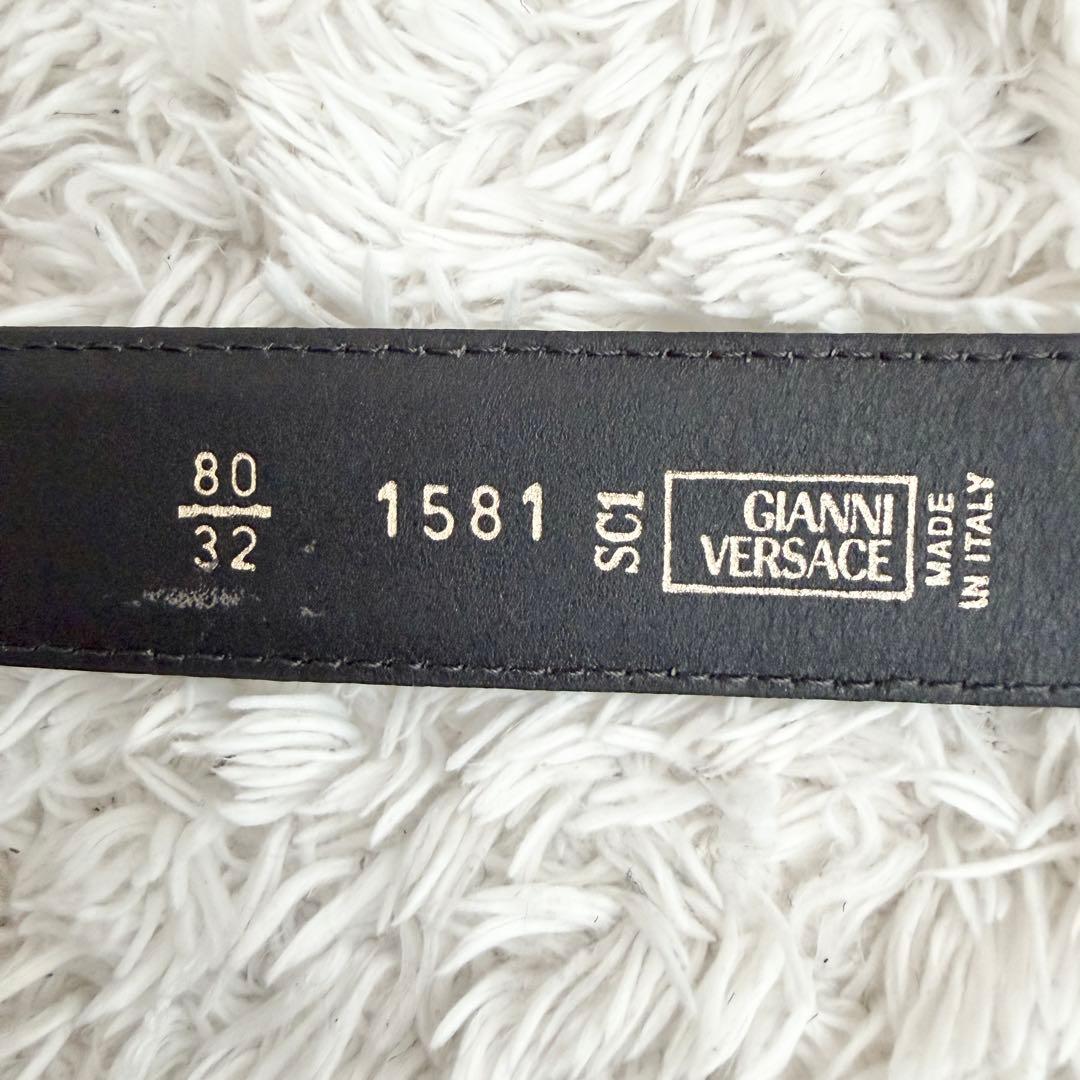 80
32
1581
SC1
GIANNI
VERSACE
MADE
IN ITALY